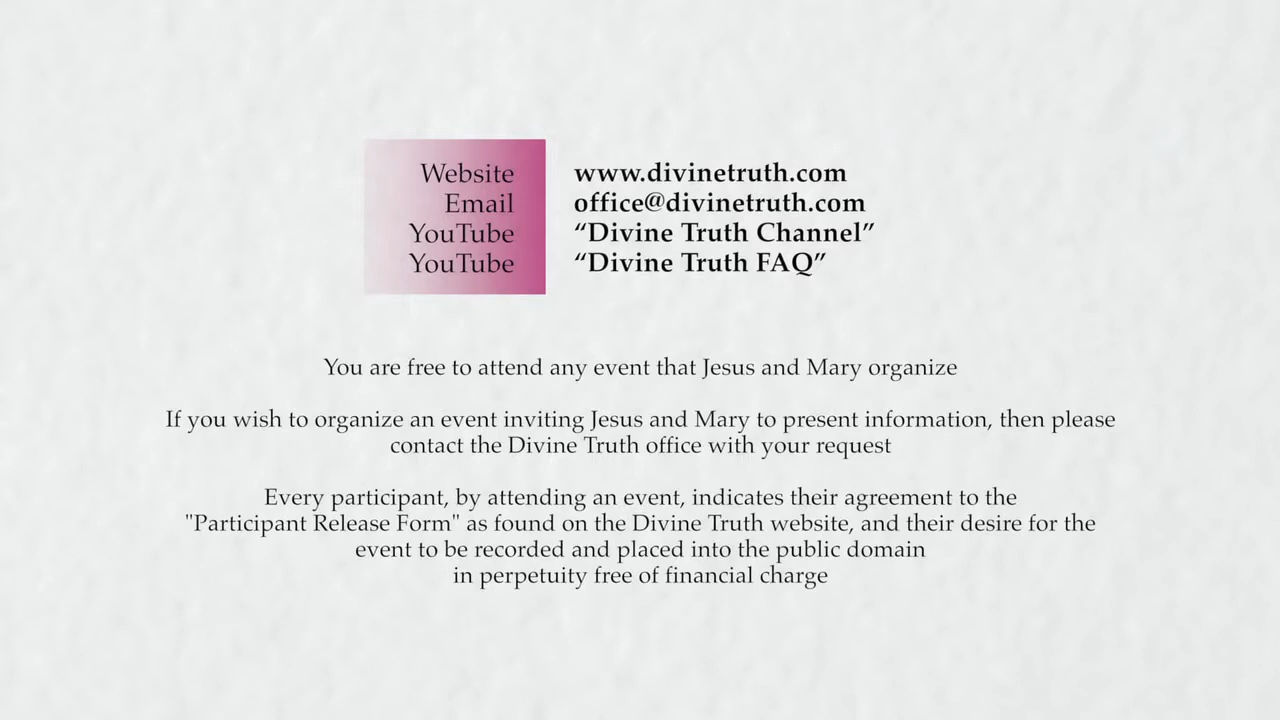 Website www.divinetruth.com
Email office@divinetruth.com
YouTube “Divine Truth Channel”
YouTube “Divine Truth FAQ”
You are free to attend any event that Jesus and Mary organize
If you wish to organize an event inviting Jesus and Mary to present information, then please
contact the Divine Truth office with your request
Every participant, by attending an event, indicates their agreement to the
"Participant Release Form" as found on the Divine Truth website, and their desire for the
event to be recorded and placed into the public domain
in perpetuity free of financial charge